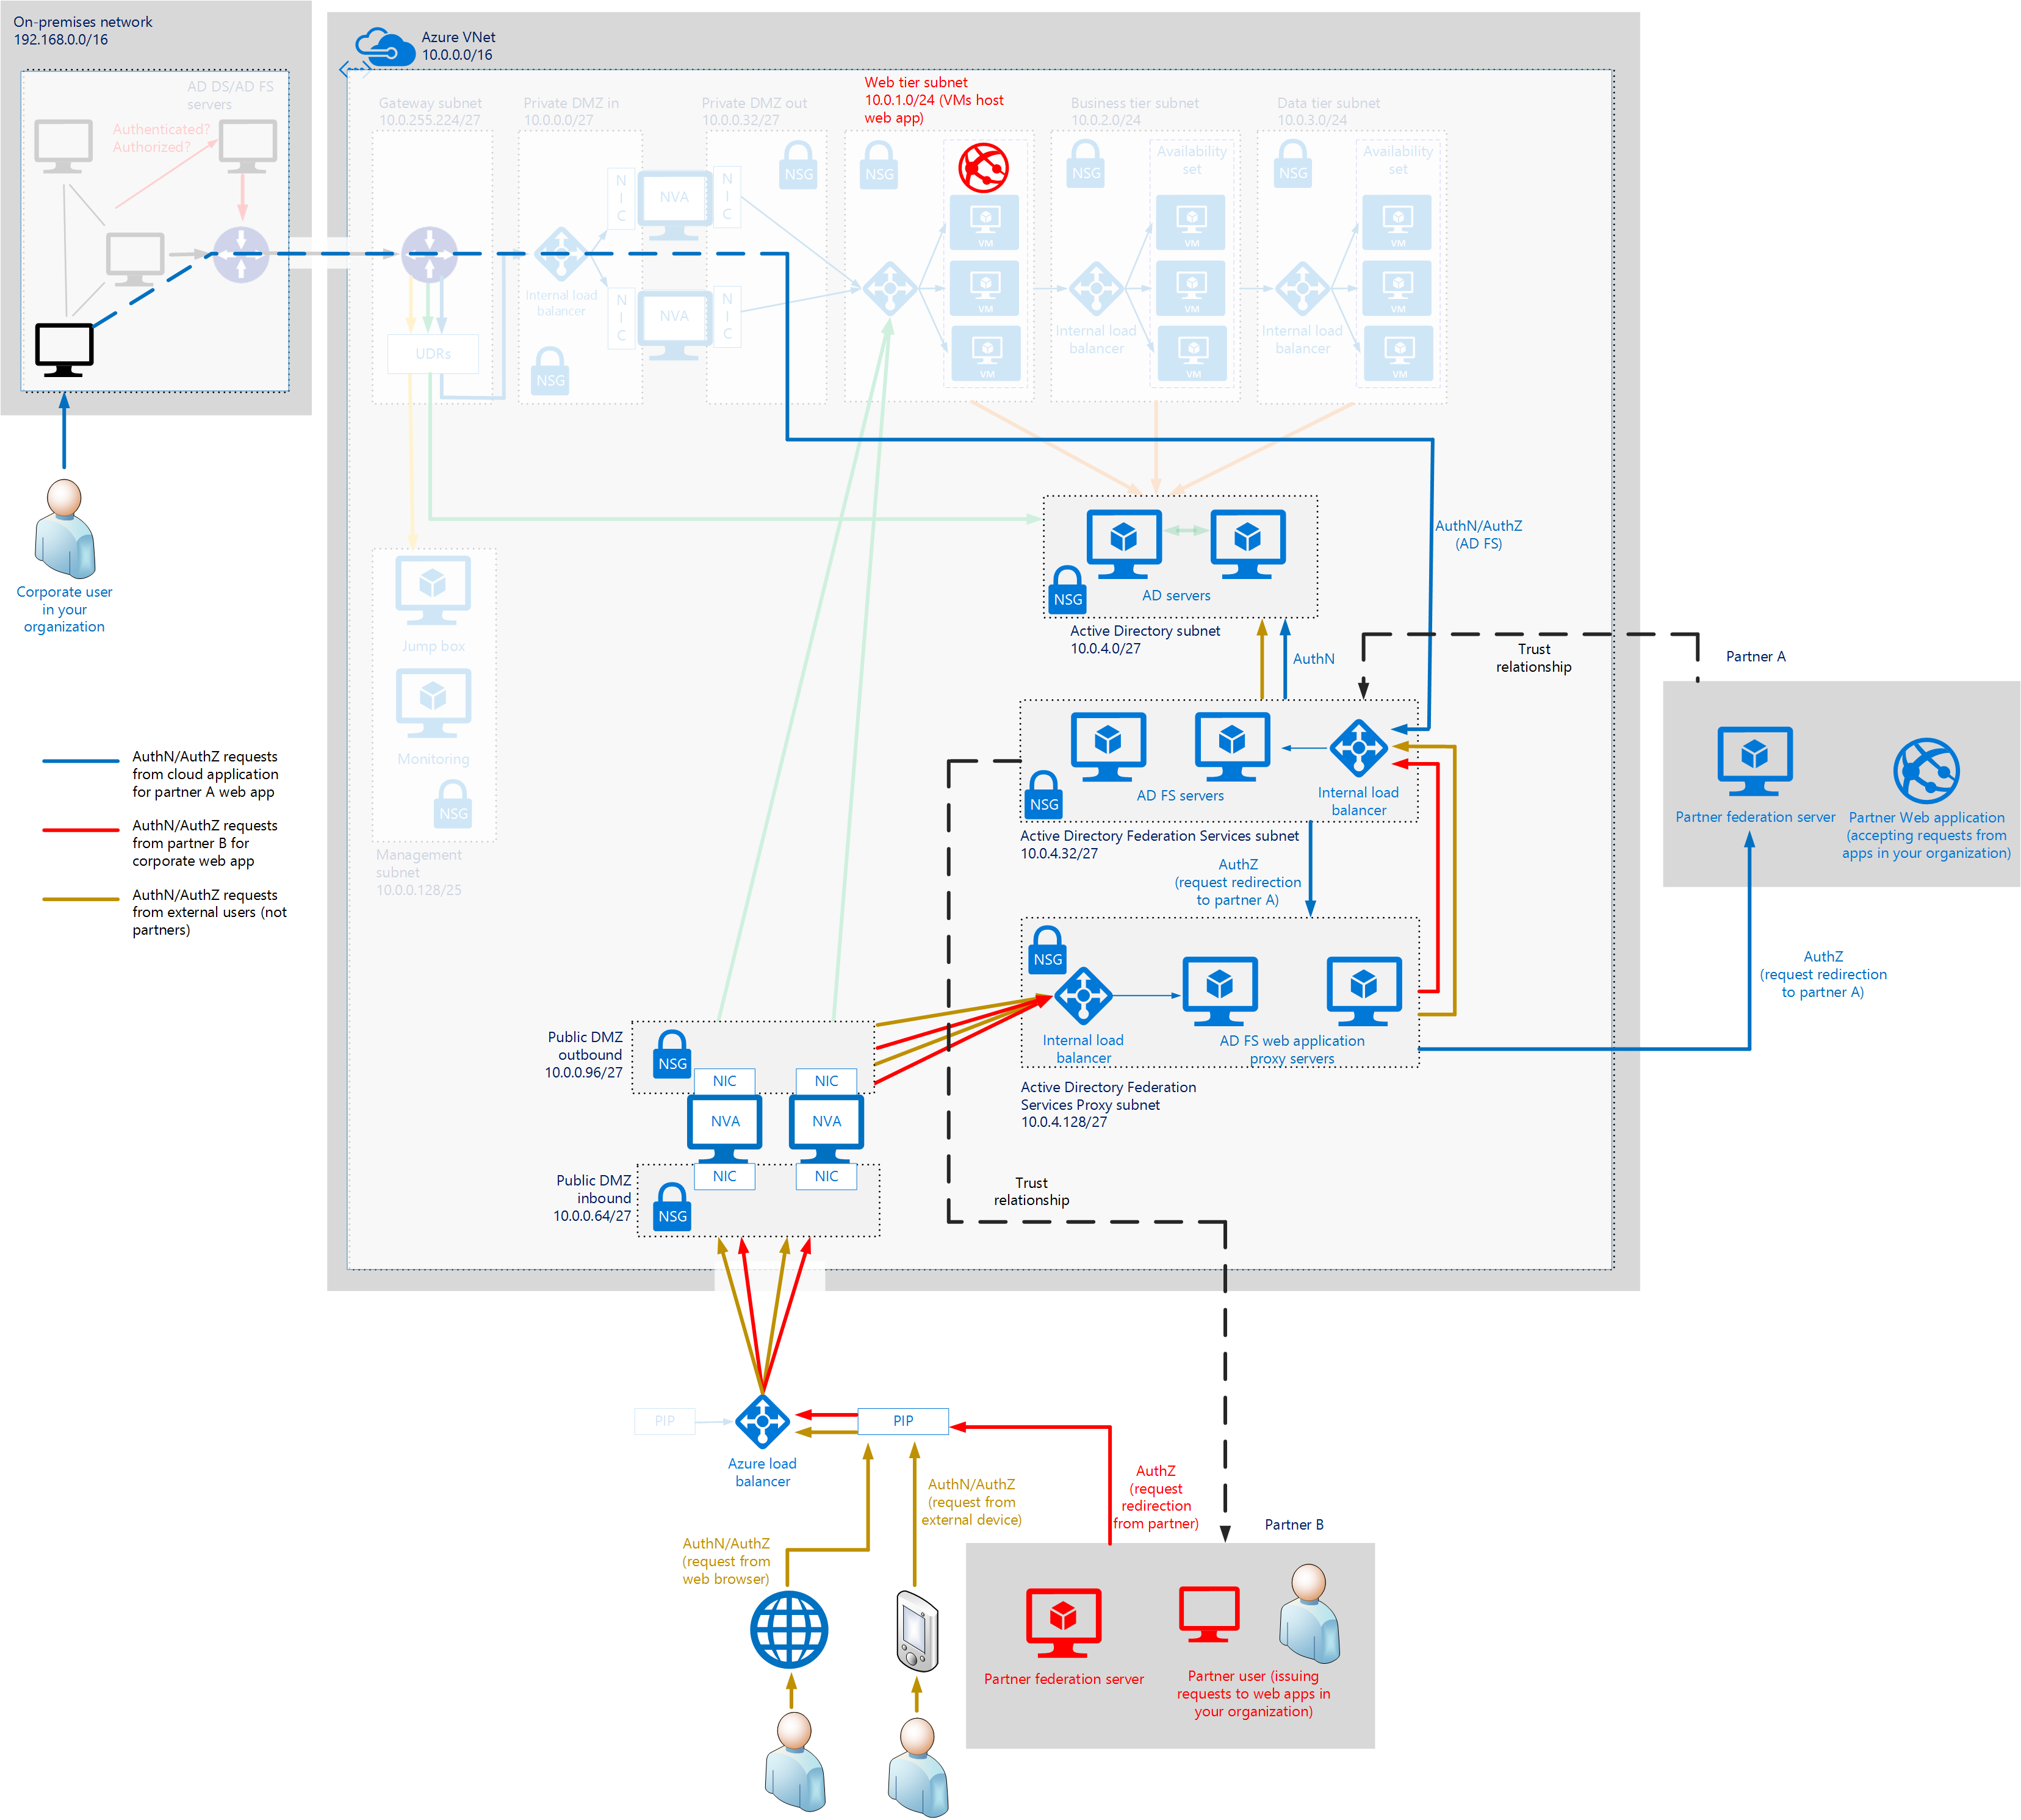 On-premises network
192.168.0.0/16
AD DS/AD FS
servers
Authenticated?
Authorized?
Corporate user
in your
organization
Azure VNet
10.0.0.0/16
Gateway subnet
10.0.255.224/27
UDRs
Private DMZ in
10.0.0.0/27
Internal load
balancer
NSG
NIC
NVA
NIC
NIC
NVA
NIC
Private DMZ out
10.0.0.32/27
NSG
Web tier subnet
10.0.1.0/24 (VMs host
web app)
NSG
VM
VM
VM
Business tier subnet
10.0.2.0/24
NSG
Availability
set
Internal load
balancer
VM
VM
VM
Data tier subnet
10.0.3.0/24
NSG
Availability
set
Internal load
balancer
VM
VM
VM
AuthN/AuthZ
(AD FS)
NSG
AD servers
Active Directory subnet
10.0.4.0/27
AuthN
Trust
relationship
Jump box
Monitoring
NSG
Management
subnet
10.0.0.128/25
AuthN/AuthZ requests
from cloud application
for partner A web app
AuthN/AuthZ requests
from partner B for
corporate web app
AuthN/AuthZ requests
from external users (not
partners)
NSG
AD FS servers
Internal load
balancer
Active Directory Federation Services subnet
10.0.4.32/27
AuthZ
(request redirection
to partner A)
Partner A
Partner federation server
Partner Web application
(accepting requests from
apps in your organization)
AuthZ
(request redirection
to partner A)
NSG
Internal load
balancer
AD FS web application
proxy servers
Active Directory Federation
Services Proxy subnet
10.0.4.128/27
Public DMZ
outbound
10.0.0.96/27
NSG
NIC
NIC
NVA
NVA
Public DMZ
inbound
10.0.0.64/27
NSG
NIC
NIC
Trust
relationship
PIP
PIP
Azure load
balancer
AuthN/AuthZ
(request from
web browser)
AuthN/AuthZ
(request from
external device)
AuthZ
(request
redirection
from partner)
Partner B
Partner federation server
Partner user (issuing
requests to web apps in
your organization)